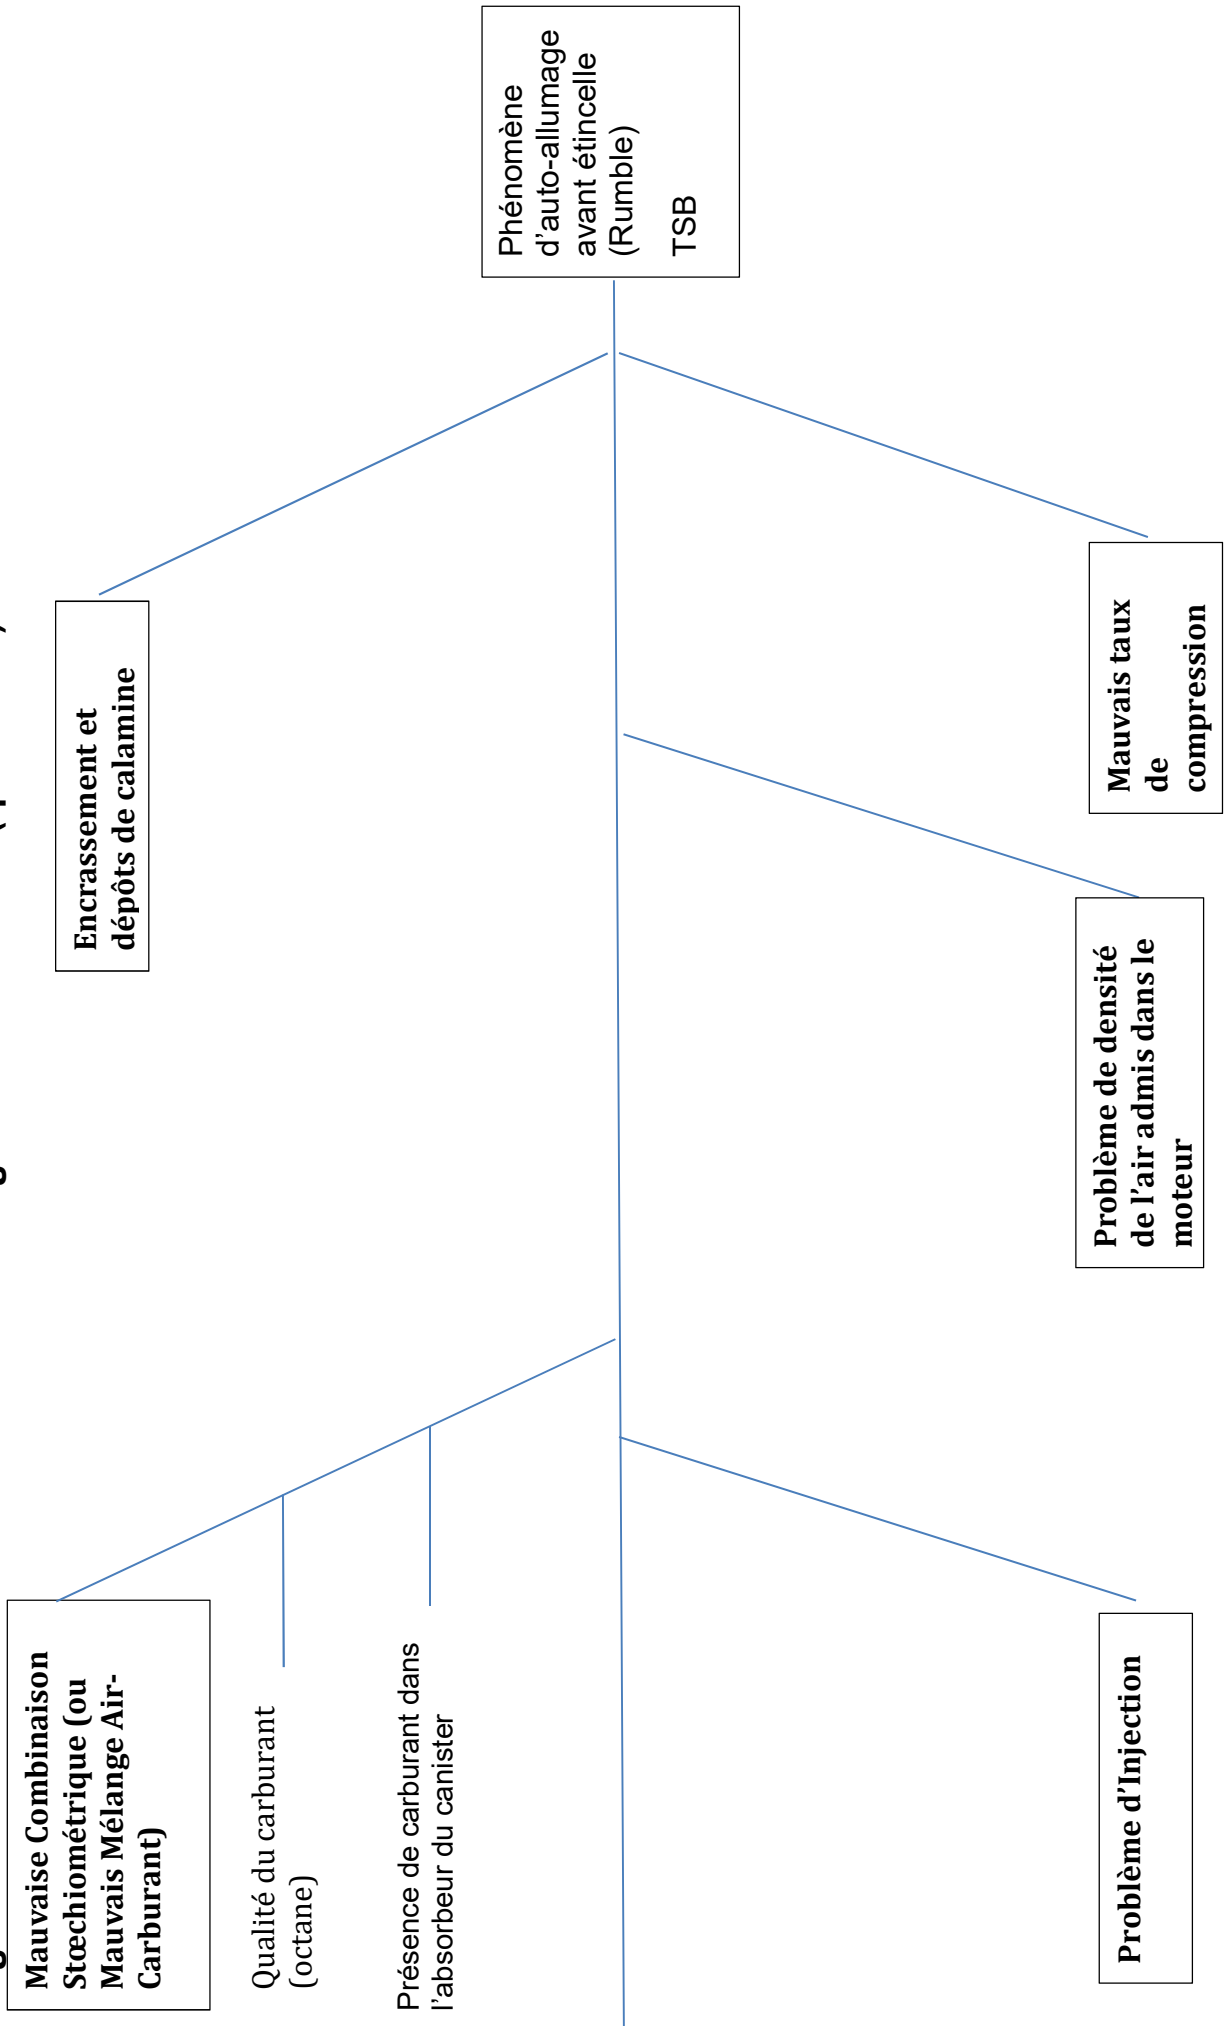 Mauvaise Combinaison
Stœchiométrique (ou
Mauvais Mélange Air-
Carburant)
Qualité du carburant
(octane)
Présence de carburant dans
l’absorbeur du canister
Encrassement et
dépôts de calamine
Phénomène
d’auto-allumage
avant étincelle
(Rumble)
TSB
Problème d’Injection
Problème de densité
de l’air admis dans le
moteur
Mauvais taux
de
compression